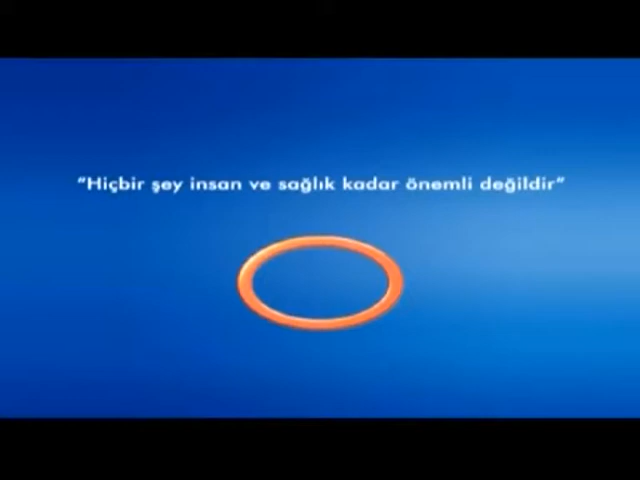 “Hiçbir şey insan ve sağlık kadar önemli değildir”